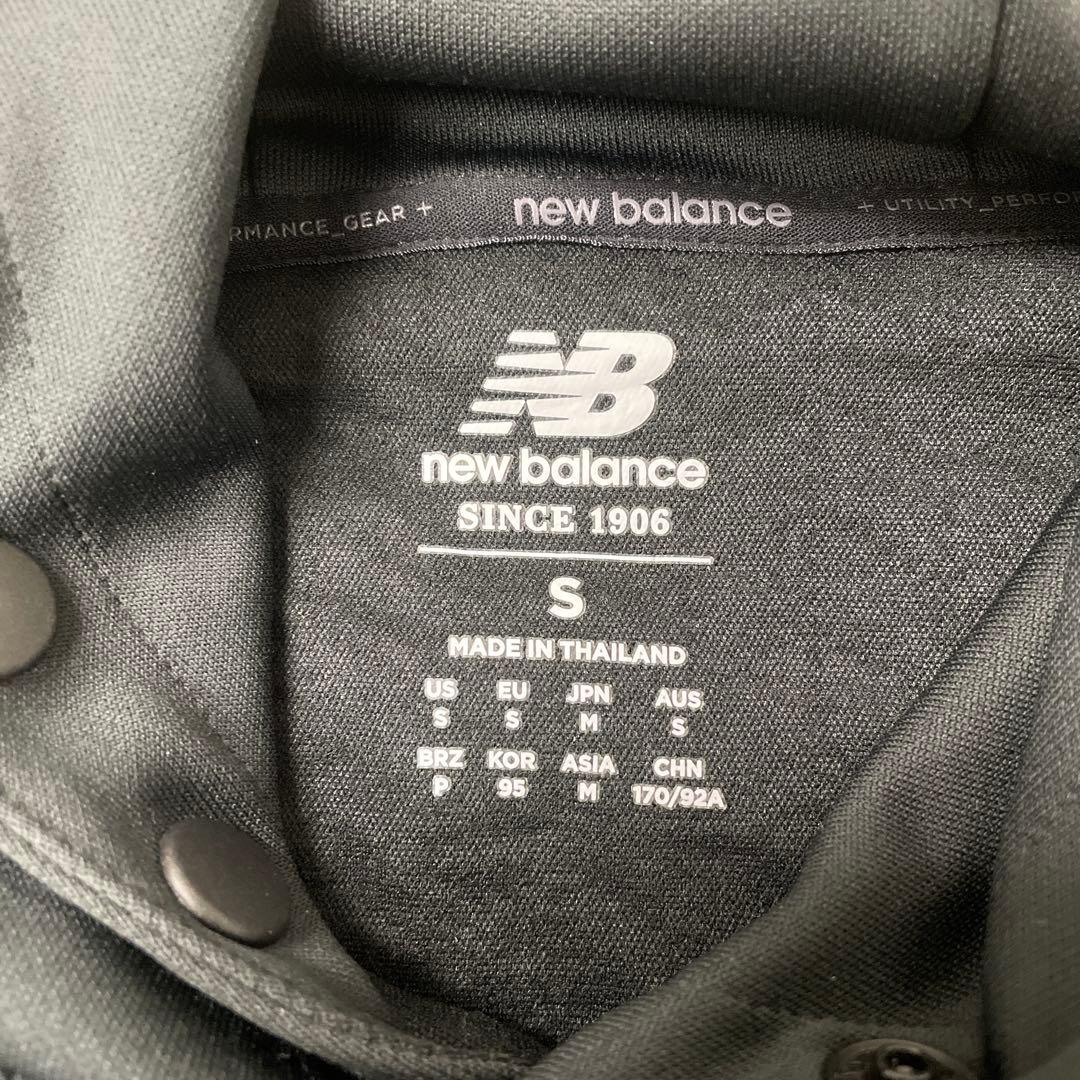 RMANCE_GEAR + new balance + UTILITY_PERFO
NB
new balance
SINCE 1906
S
MADE IN THAILAND
US EU JPN AUS
S S M S
BRZ KOR ASIA CHN
P 95 M 170/92A